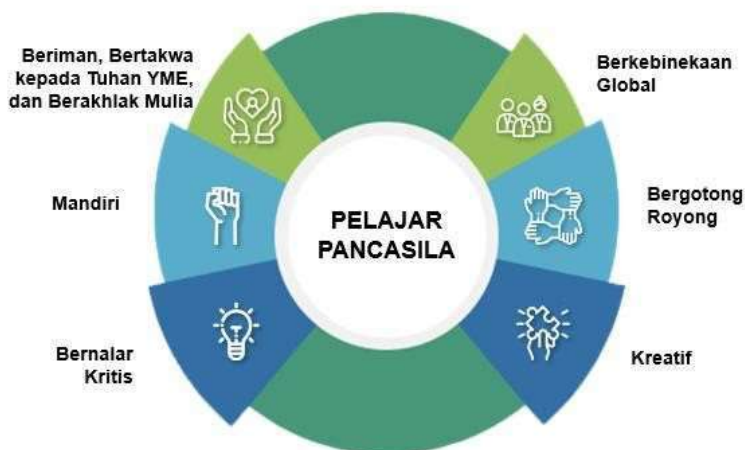 Beriman, Bertakwa
kepada Tuhan YME,
dan Berakhlak Mulia
Berkebinekaan
Global
Mandiri
PELAJAR
PANCASILA
Bergotong
Royong
Bernalar
Kritis
Kreatif